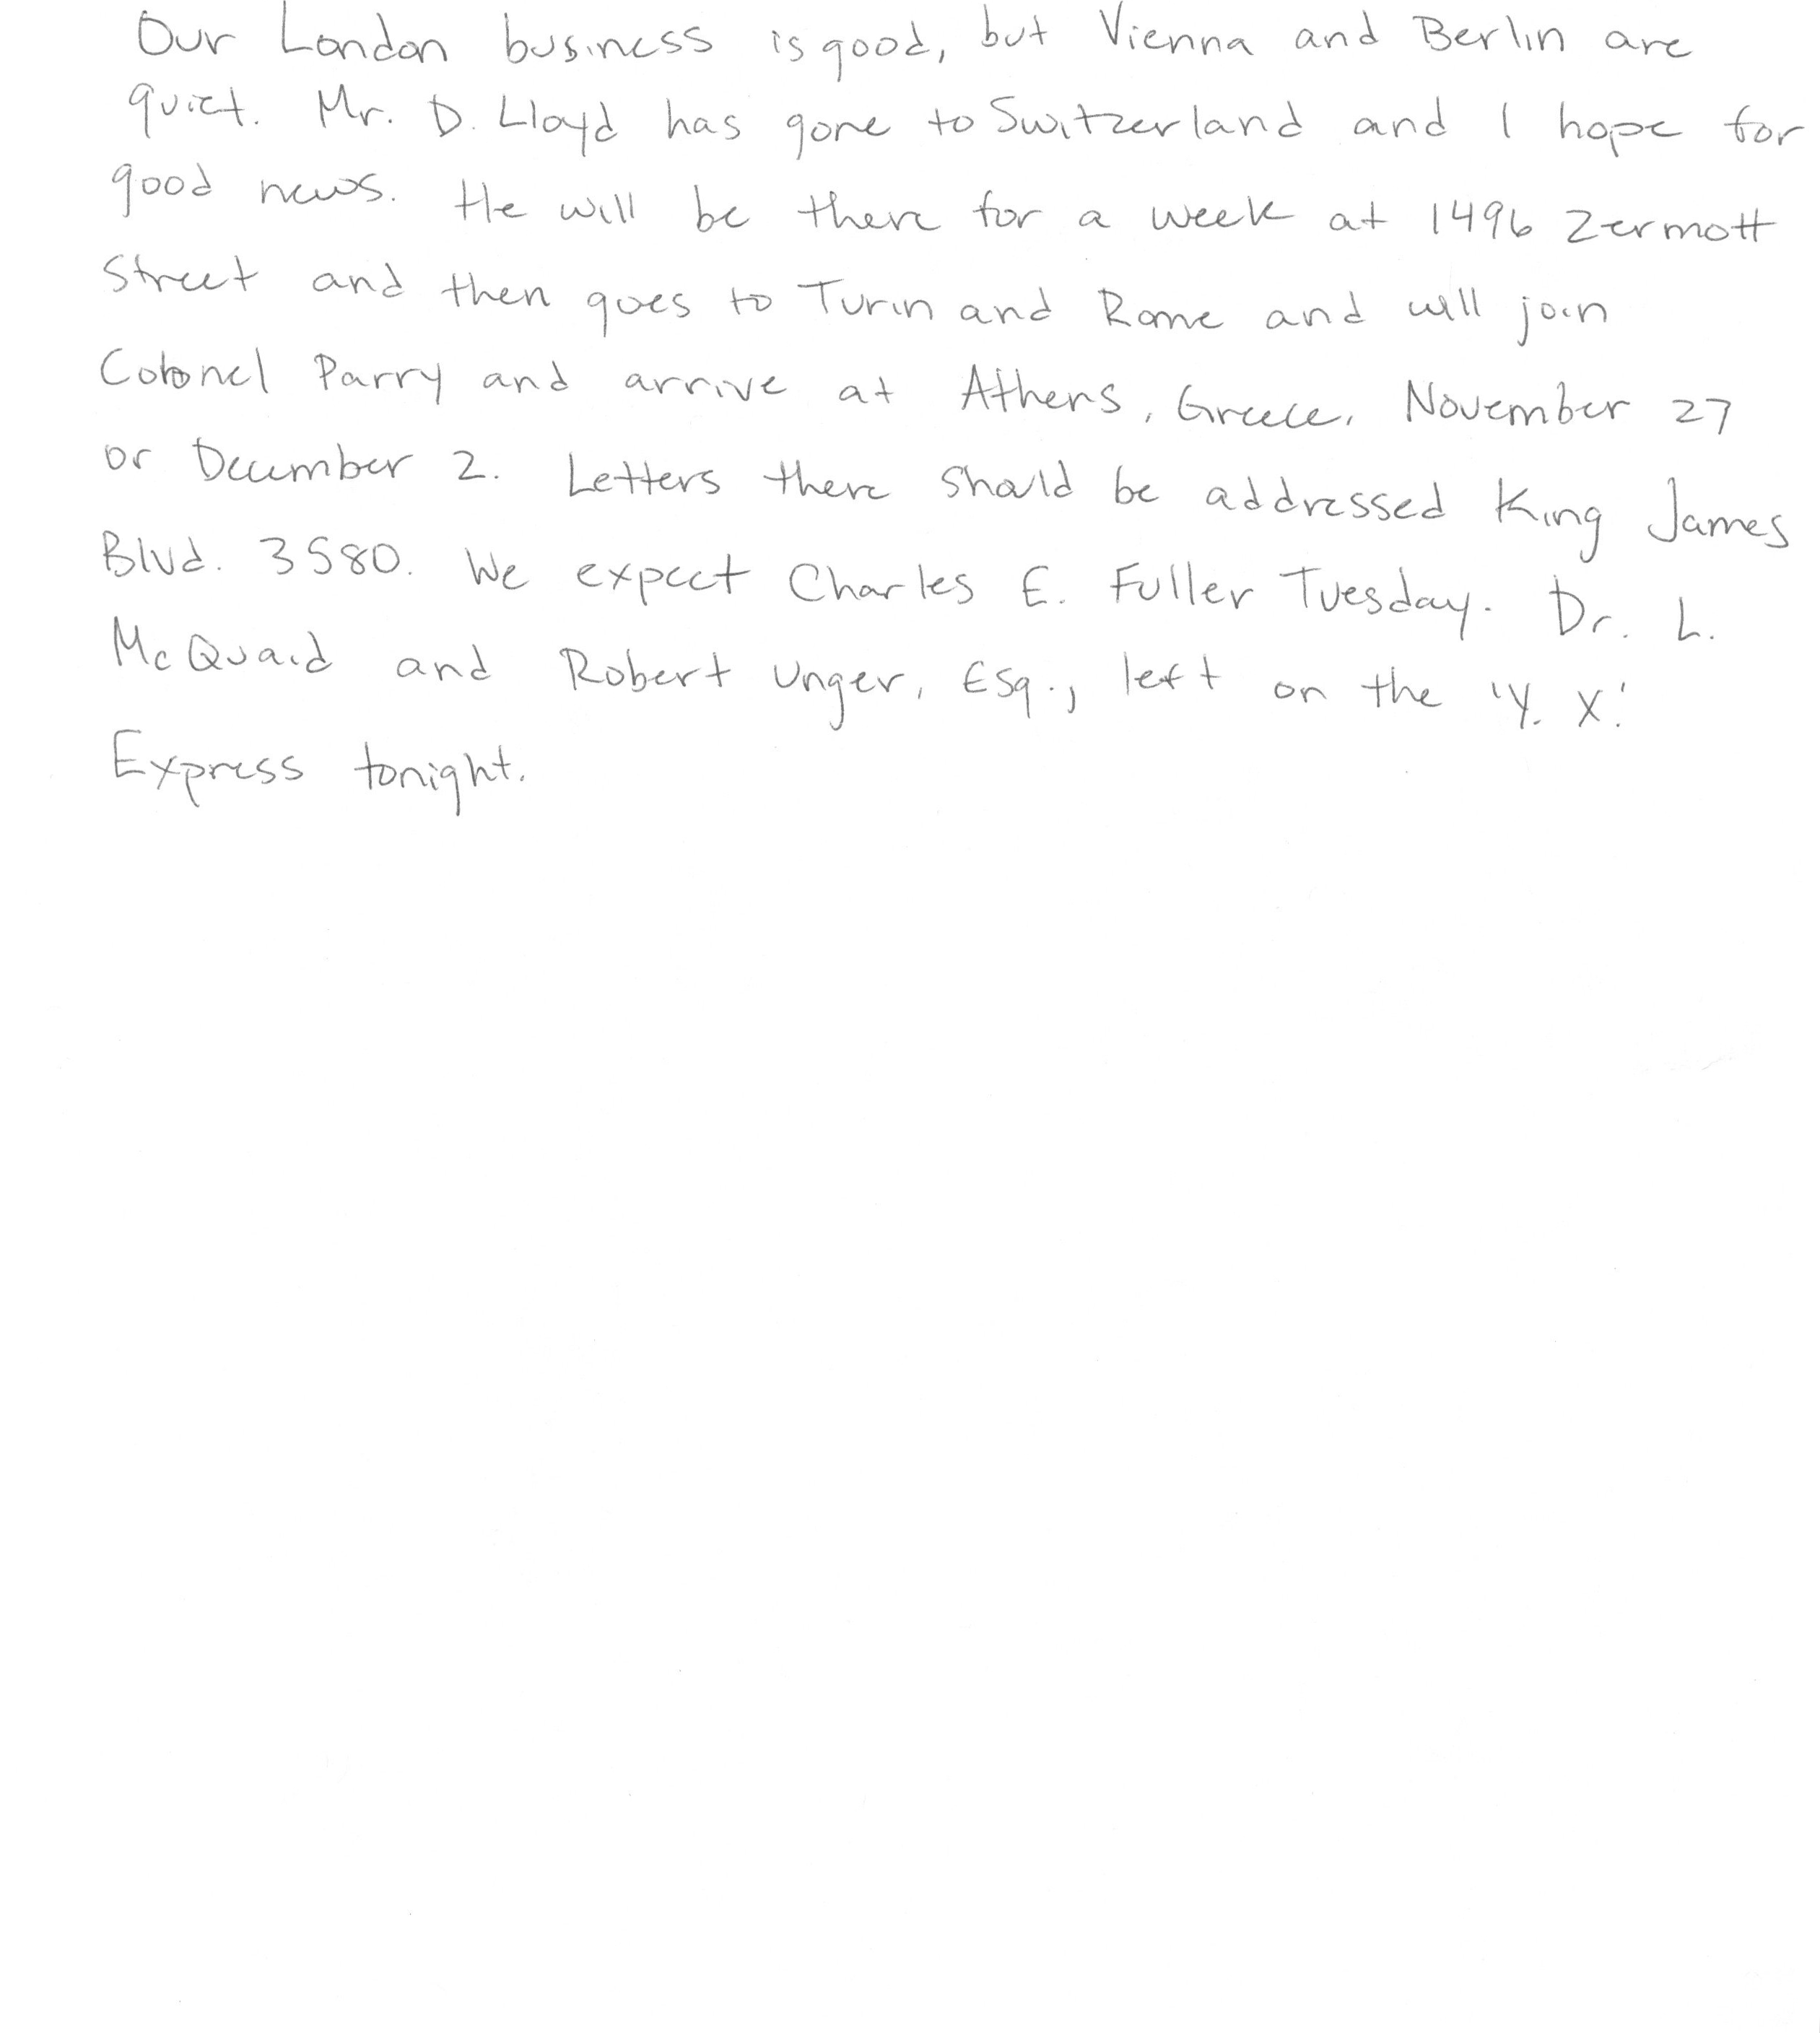 Our London business is good, but Vienna and Berlin are
quiet. Mr. D. Lloyd has gone to Switzerland and I hope for
good news. He will be there for a week at 1496 Zermott
Street and then goes to Turin and Rome and will join
Colonel Parry and arrive at Athens, Greece, November 27
or December 2. Letters there should be addressed King James
Blvd. 3580. We expect Charles E. Fuller Tuesday. Dr. L.
McQuaid and Robert Unger, Esq., left on the 'Y. X.'
Express tonight.